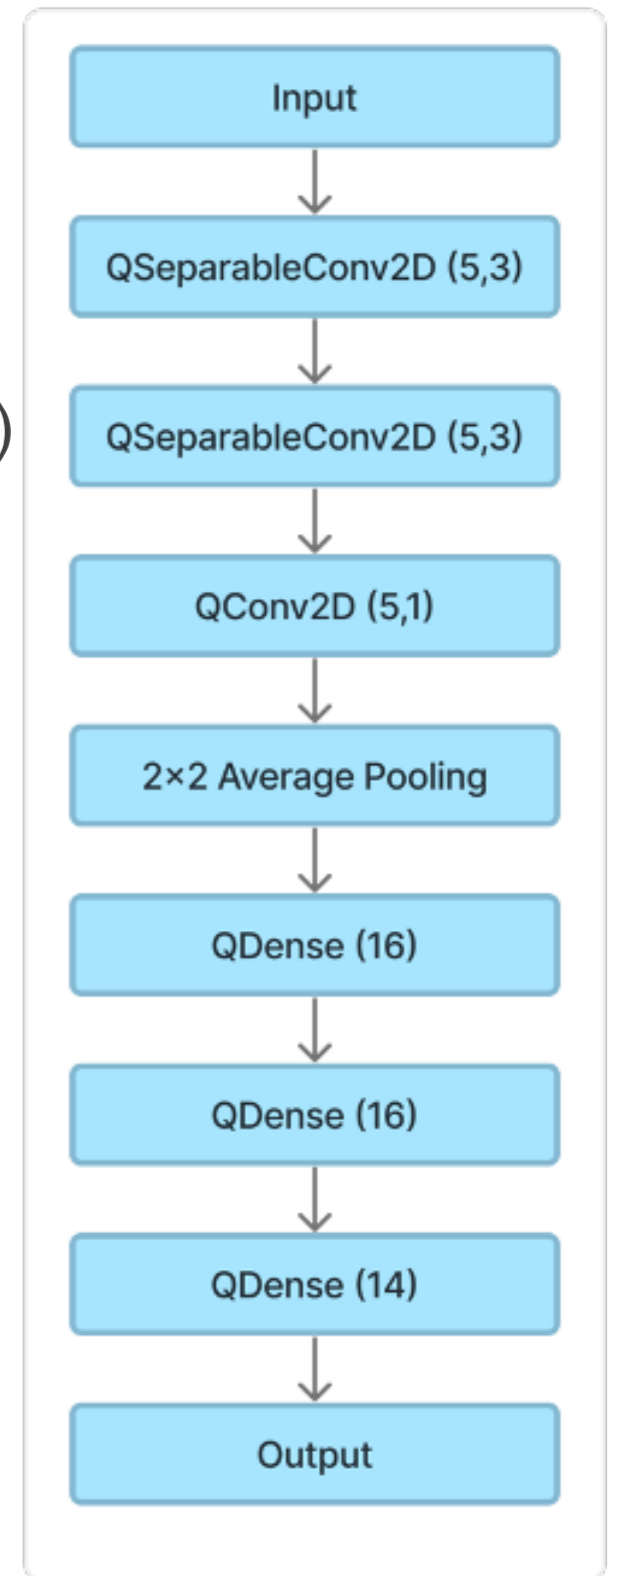 Input
QSeparableConv2D (5,3)
)
QSeparableConv2D (5,3)
QConv2D (5,1)
2×2 Average Pooling
QDense (16)
QDense (16)
QDense (14)
Output